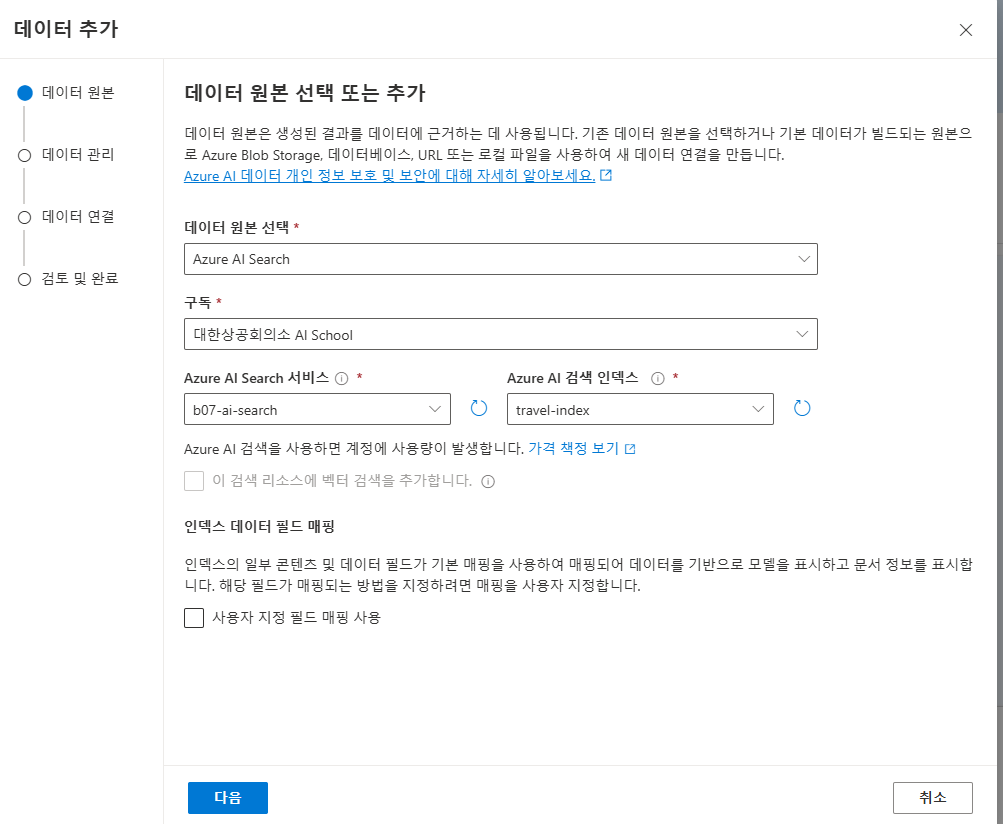 데이터 추가
데이터 원본
데이터 관리
데이터 연결
검토 및 완료
데이터 원본 선택 또는 추가
데이터 원본은 생성된 결과를 데이터에 근거하는 데 사용됩니다. 기존 데이터 원본을 선택하거나 기본 데이터가 빌드되는 원본으
로 Azure Blob Storage, 데이터베이스, URL 또는 로컬 파일을 사용하여 새 데이터 연결을 만듭니다.
Azure AI 데이터 개인 정보 보호 및 보안에 대해 자세히 알아보세요.
데이터 원본 선택 *
Azure AI Search
구독 *
대한상공회의소 AI School
Azure AI Search 서비스 *
Azure AI 검색 인덱스 *
b07-ai-search
travel-index
Azure AI 검색을 사용하면 계정에 사용량이 발생합니다. 가격 책정 보기
이 검색 리소스에 벡터 검색을 추가합니다.
인덱스 데이터 필드 매핑
인덱스의 일부 콘텐츠 및 데이터 필드가 기본 매핑을 사용하여 매핑되어 데이터를 기반으로 모델을 표시하고 문서 정보를 표시합
니다. 해당 필드가 매핑되는 방법을 지정하려면 매핑을 사용자 지정합니다.
사용자 지정 필드 매핑 사용
다음
취소